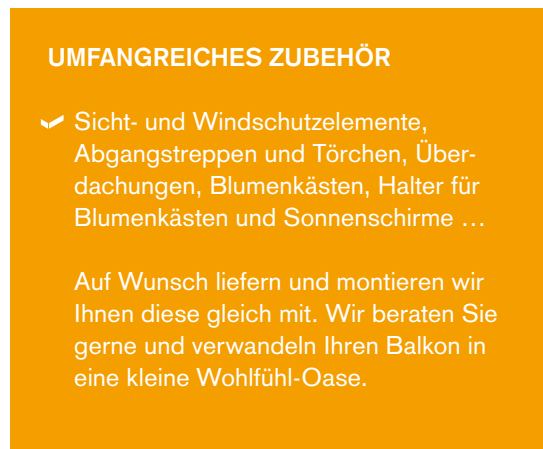 UMFANGREICHES ZUBEHÖR
Sicht- und Windschutzelemente,
Abgangstreppen und Törchen, Über-
dachungen, Blumenkästen, Halter für
Blumenkästen und Sonnenschirme …
Auf Wunsch liefern und montieren wir
Ihnen diese gleich mit. Wir beraten Sie
gerne und verwandeln Ihren Balkon in
eine kleine Wohlfühl-Oase.